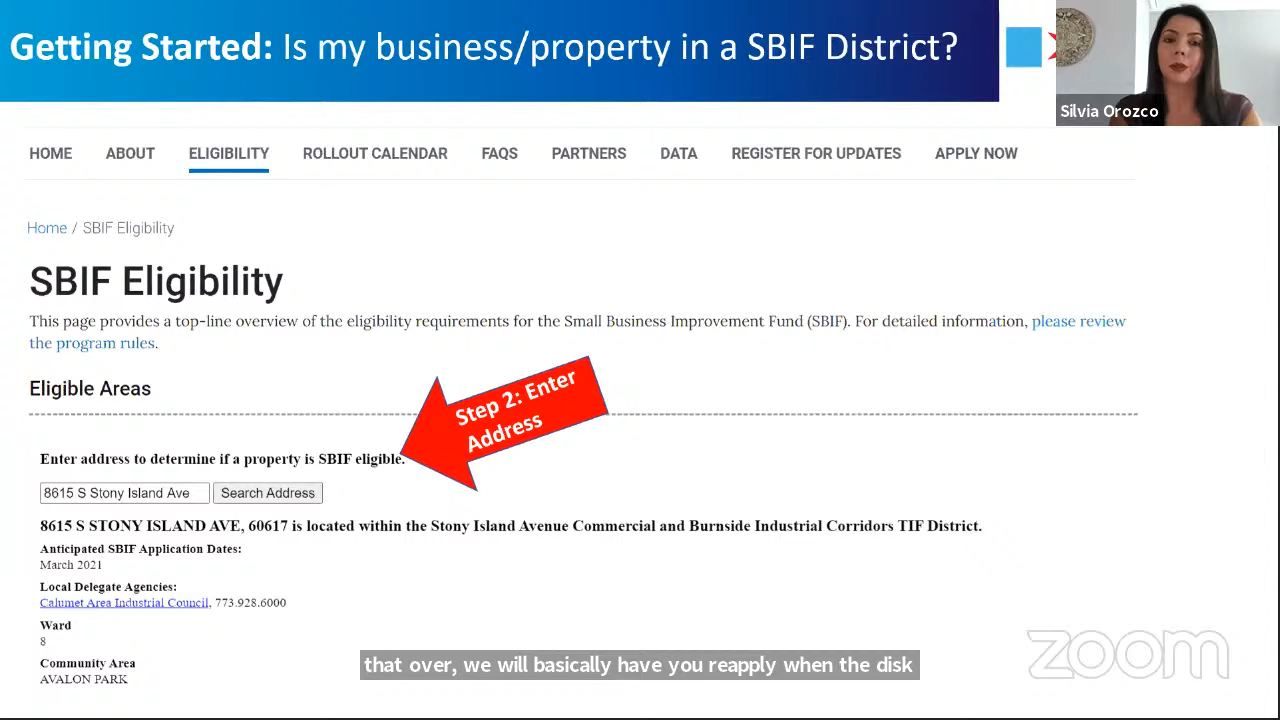 Getting Started: Is my business/property in a SBIF District?
Silvia Orozco
HOME ABOUT ELIGIBILITY ROLLOUT CALENDAR FAQS PARTNERS DATA REGISTER FOR UPDATES APPLY NOW
Home / SBIF Eligibility
SBIF Eligibility
This page provides a top-line overview of the eligibility requirements for the Small Business Improvement Fund (SBIF). For detailed information, please review
the program rules.
Eligible Areas
Step 2: Enter
Address
Enter address to determine if a property is SBIF eligible.
8615 S Stony Island Ave Search Address
8615 S STONY ISLAND AVE, 60617 is located within the Stony Island Avenue Commercial and Burnside Industrial Corridors TIF District.
Anticipated SBIF Application Dates:
March 2021
Local Delegate Agencies:
Calumet Area Industrial Council, 773.928.6000
Ward
8
Community Area
AVALON PARK
that over, we will basically have you reapply when the disk
zoom